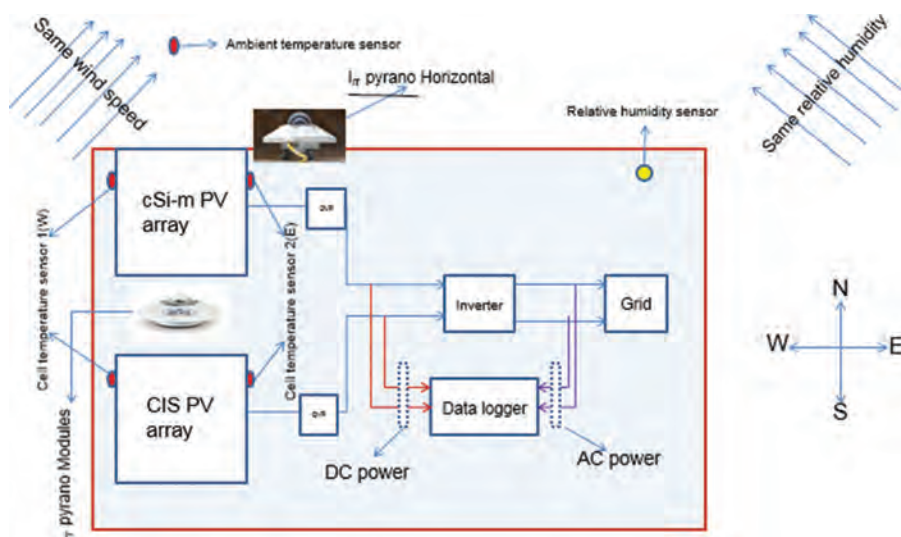 Same wind speed
Ambient temperature sensor
I_IT pyrano Horizontal
Relative humidity sensor
Same relative humidity
cSi-m PV
array
Cell temperature sensor 1(W)
Cell temperature sensor 2(E)
Inverter
Grid
N
W
E
S
CIS PV
array
Data logger
DC power
AC power
pyrano Modules